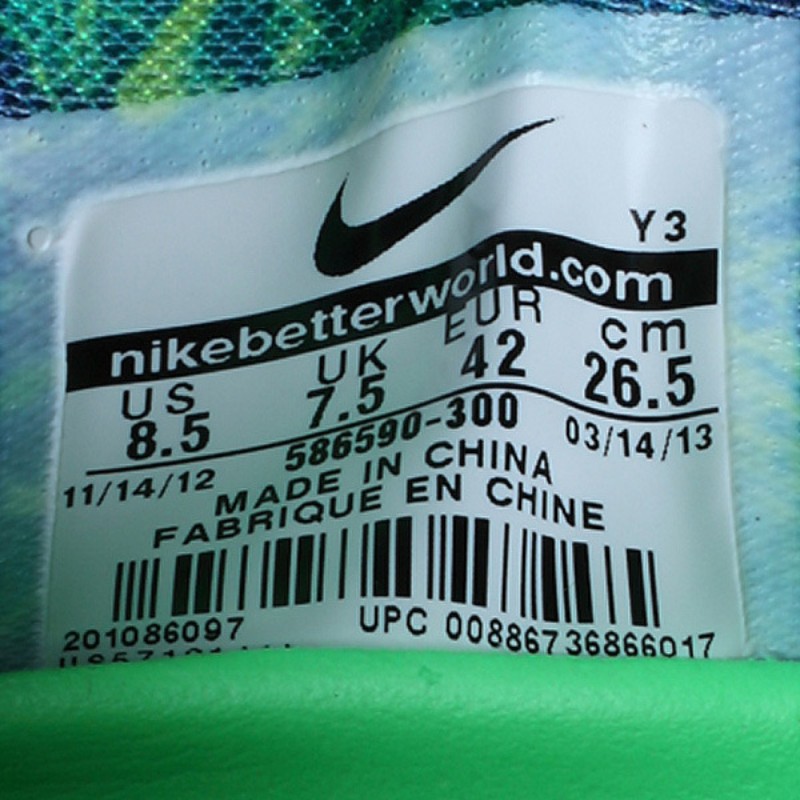 Y 3
nikebetterworld.com
US UK EUR cm
8.5 7.5 42 26.5
11/14/12 586590-300 03/14/13
MADE IN CHINA
FABRIQUE EN CHINE
201086097 UPC 00886736866017